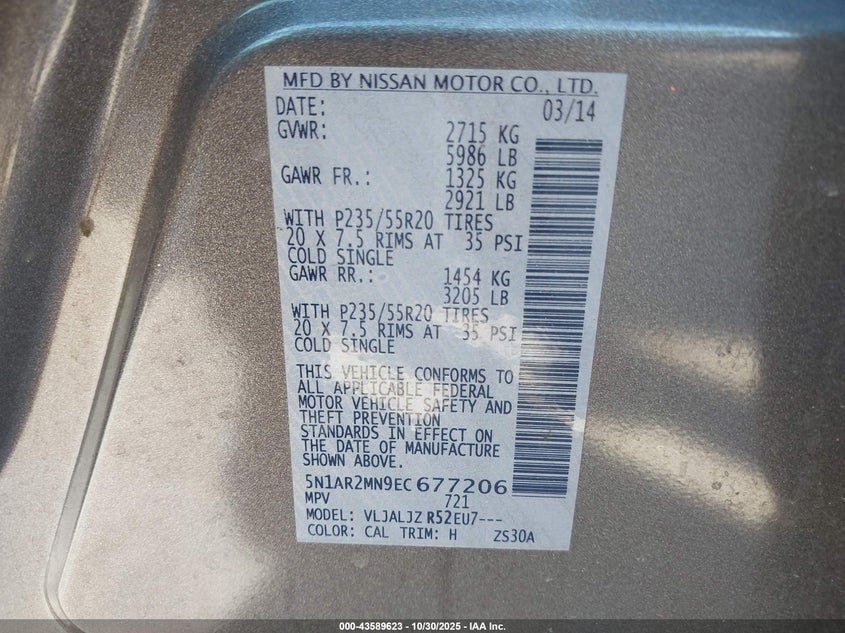 MFD BY NISSAN MOTOR CO., LTD.
DATE: 03/14
GVWR: 2715 KG
5986 LB
GAWR FR.: 1325 KG
2921 LB
WITH P235/55R20 TIRES
20 X 7.5 RIMS AT 35 PSI
COLD SINGLE
GAWR RR.: 1454 KG
3205 LB
WITH P235/55R20 TIRES
20 X 7.5 RIMS AT 35 PSI
COLD SINGLE
THIS VEHICLE CONFORMS TO
ALL APPLICABLE FEDERAL
MOTOR VEHICLE SAFETY AND
THEFT PREVENTION
STANDARDS IN EFFECT ON
THE DATE OF MANUFACTURE
SHOWN ABOVE.
5N1AR2MN9EC677206
MPV 721
MODEL: VLJALJZ R52EU7---
COLOR: CAL TRIM: H ZS30A
000-43589623 - 10/30/2025 - IAA Inc.